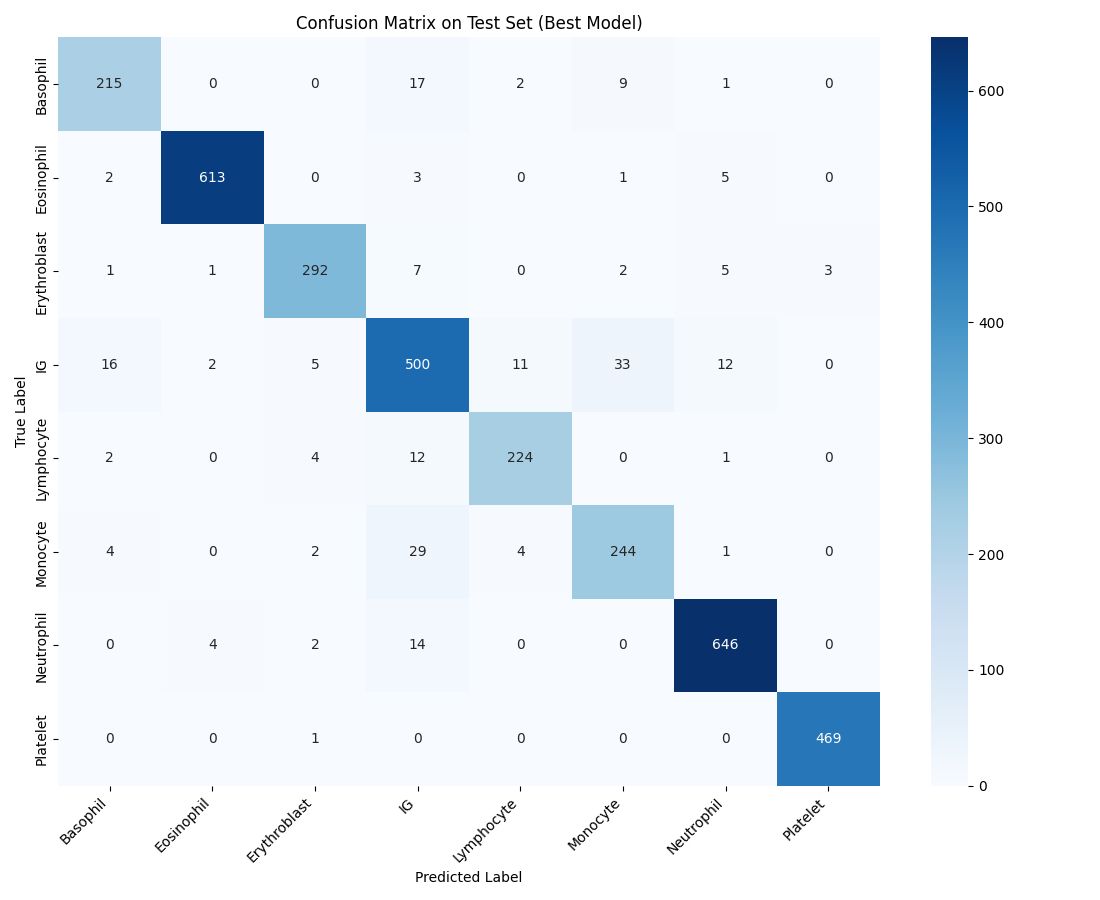 Confusion Matrix on Test Set (Best Model)
True Label
Basophil 215 0 0 17 2 9 1 0
Eosinophil 2 613 0 3 0 1 5 0
Erythroblast 1 1 292 7 0 2 5 3
IG 16 2 5 500 11 33 12 0
Lymphocyte 2 0 4 12 224 0 1 0
Monocyte 4 0 2 29 4 244 1 0
Neutrophil 0 4 2 14 0 0 646 0
Platelet 0 0 1 0 0 0 0 469
Basophil Eosinophil Erythroblast IG Lymphocyte Monocyte Neutrophil Platelet
Predicted Label
600
500
400
300
200
100
0